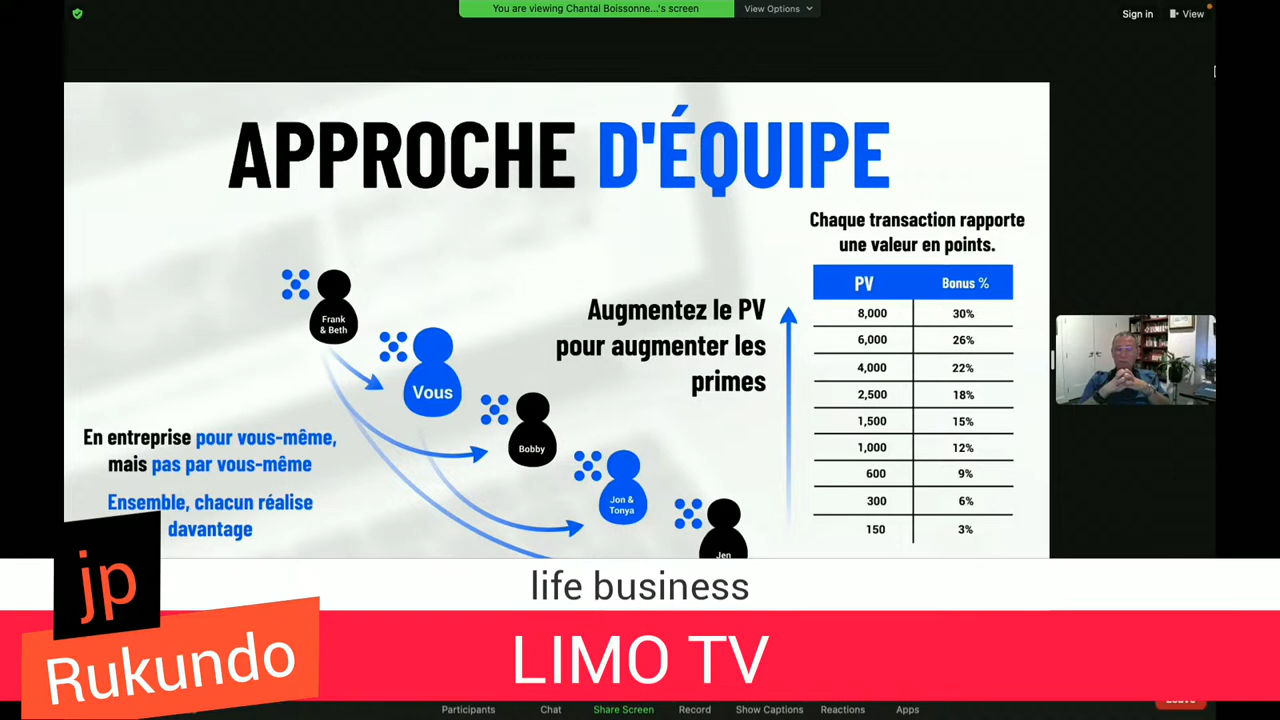 You are viewing Chantal Boissonne...'s screen
View Options
Sign in
View
APPROCHE D'ÉQUIPE
Chaque transaction rapporte
une valeur en points.
PV Bonus %
8,000 30%
6,000 26%
4,000 22%
2,500 18%
1,500 15%
1,000 12%
600 9%
300 6%
150 3%
Augmentez le PV
pour augmenter les
primes
Frank
& Beth
Vous
Bobby
Jon &
Tonya
Jen
En entreprise pour vous-même,
mais pas par vous-même
Ensemble, chacun réalise
davantage
life business
LIMO TV
jp
Rukundo
Participants
Chat
Share Screen
Record
Show Captions
Reactions
Apps
Leave